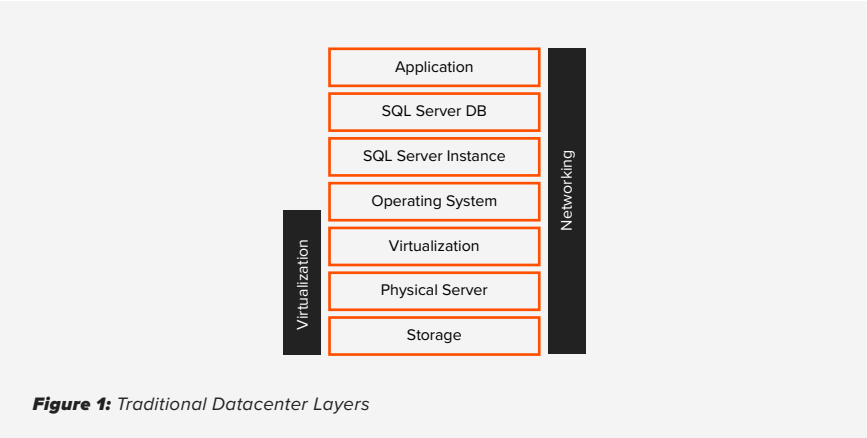 Application
SQL Server DB
SQL Server Instance
Operating System
Virtualization
Physical Server
Storage
Virtualization
Networking
Figure 1: Traditional Datacenter Layers